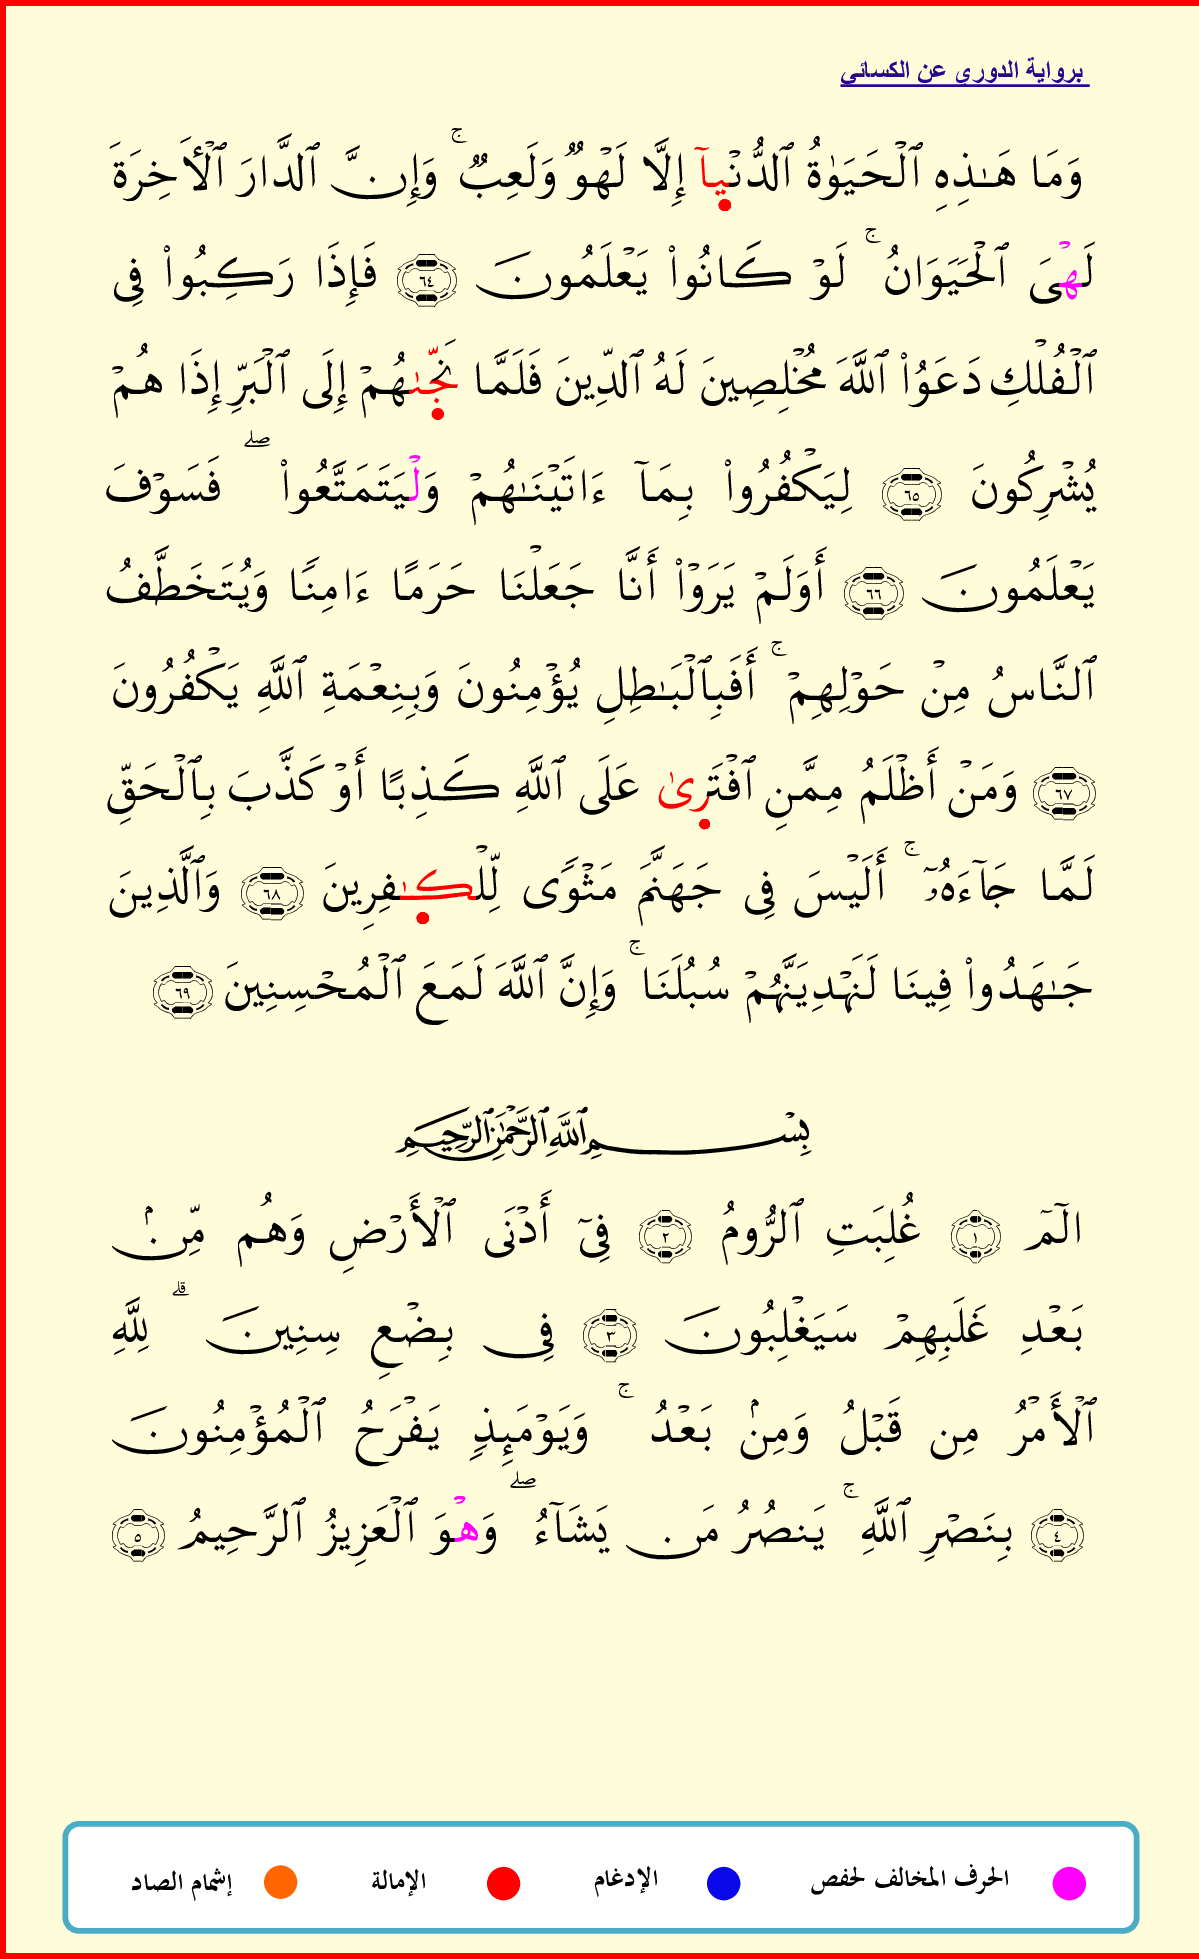 برواية الدوري عن الكسائي
وَمَا هَـٰذِهِ ٱلْحَيَوٰةُ ٱلدُّنْيِآ إِلَّا لَهْوٌ وَلَعِبٌ ۚ وَإِنَّ ٱلدَّارَ ٱلْأَخِرَةَ
لَهْىَ ٱلْحَيَوَانُ ۚ لَوْ كَانُوا۟ يَعْلَمُونَ ٦٤ فَإِذَا رَكِبُوا۟ فِى
ٱلْفُلْكِ دَعَوُا۟ ٱللَّهَ مُخْلِصِينَ لَهُ ٱلدِّينَ فَلَمَّا نَجِّىٰهُمْ إِلَى ٱلْبَرِّ إِذَا هُمْ
يُشْرِكُونَ ٦٥ لِيَكْفُرُوا۟ بِمَآ ءَاتَيْنَـٰهُمْ وَلْيَتَمَتَّعُوا۟ ۖ فَسَوْفَ
يَعْلَمُونَ ٦٦ أَوَلَمْ يَرَوْا۟ أَنَّا جَعَلْنَا حَرَمًا ءَامِنًا وَيُتَخَطَّفُ
ٱلنَّاسُ مِنْ حَوْلِهِمْ ۚ أَفَبِٱلْبَـٰطِلِ يُؤْمِنُونَ وَبِنِعْمَةِ ٱللَّهِ يَكْفُرُونَ
٦٧ وَمَنْ أَظْلَمُ مِمَّنِ ٱفْتَرِىٰ عَلَى ٱللَّهِ كَذِبًا أَوْ كَذَّبَ بِٱلْحَقِّ
لَمَّا جَآءَهُۥٓ ۚ أَلَيْسَ فِى جَهَنَّمَ مَثْوًى لِّلْكِـٰفِرِينَ ٦٨ وَٱلَّذِينَ
جَـٰهَدُوا۟ فِينَا لَنَهْدِيَنَّهُمْ سُبُلَنَا ۚ وَإِنَّ ٱللَّهَ لَمَعَ ٱلْمُحْسِنِينَ ٦٩
بِسْمِ ٱللَّهِ ٱلرَّحْمَـٰنِ ٱلرَّحِيمِ
الٓمٓ ١ غُلِبَتِ ٱلرُّومُ ٢ فِىٓ أَدْنَى ٱلْأَرْضِ وَهُم مِّنۢ
بَعْدِ غَلَبِهِمْ سَيَغْلِبُونَ ٣ فِى بِضْعِ سِنِينَ ۗ لِلَّهِ
ٱلْأَمْرُ مِن قَبْلُ وَمِنۢ بَعْدُ ۚ وَيَوْمَئِذٍ يَفْرَحُ ٱلْمُؤْمِنُونَ
٤ بِنَصْرِ ٱللَّهِ ۚ يَنصُرُ مَن يَشَآءُ ۖ وَهْوَ ٱلْعَزِيزُ ٱلرَّحِيمُ ٥
الحرف المخالف لحفص الإدغام الإمالة إشمام الصاد